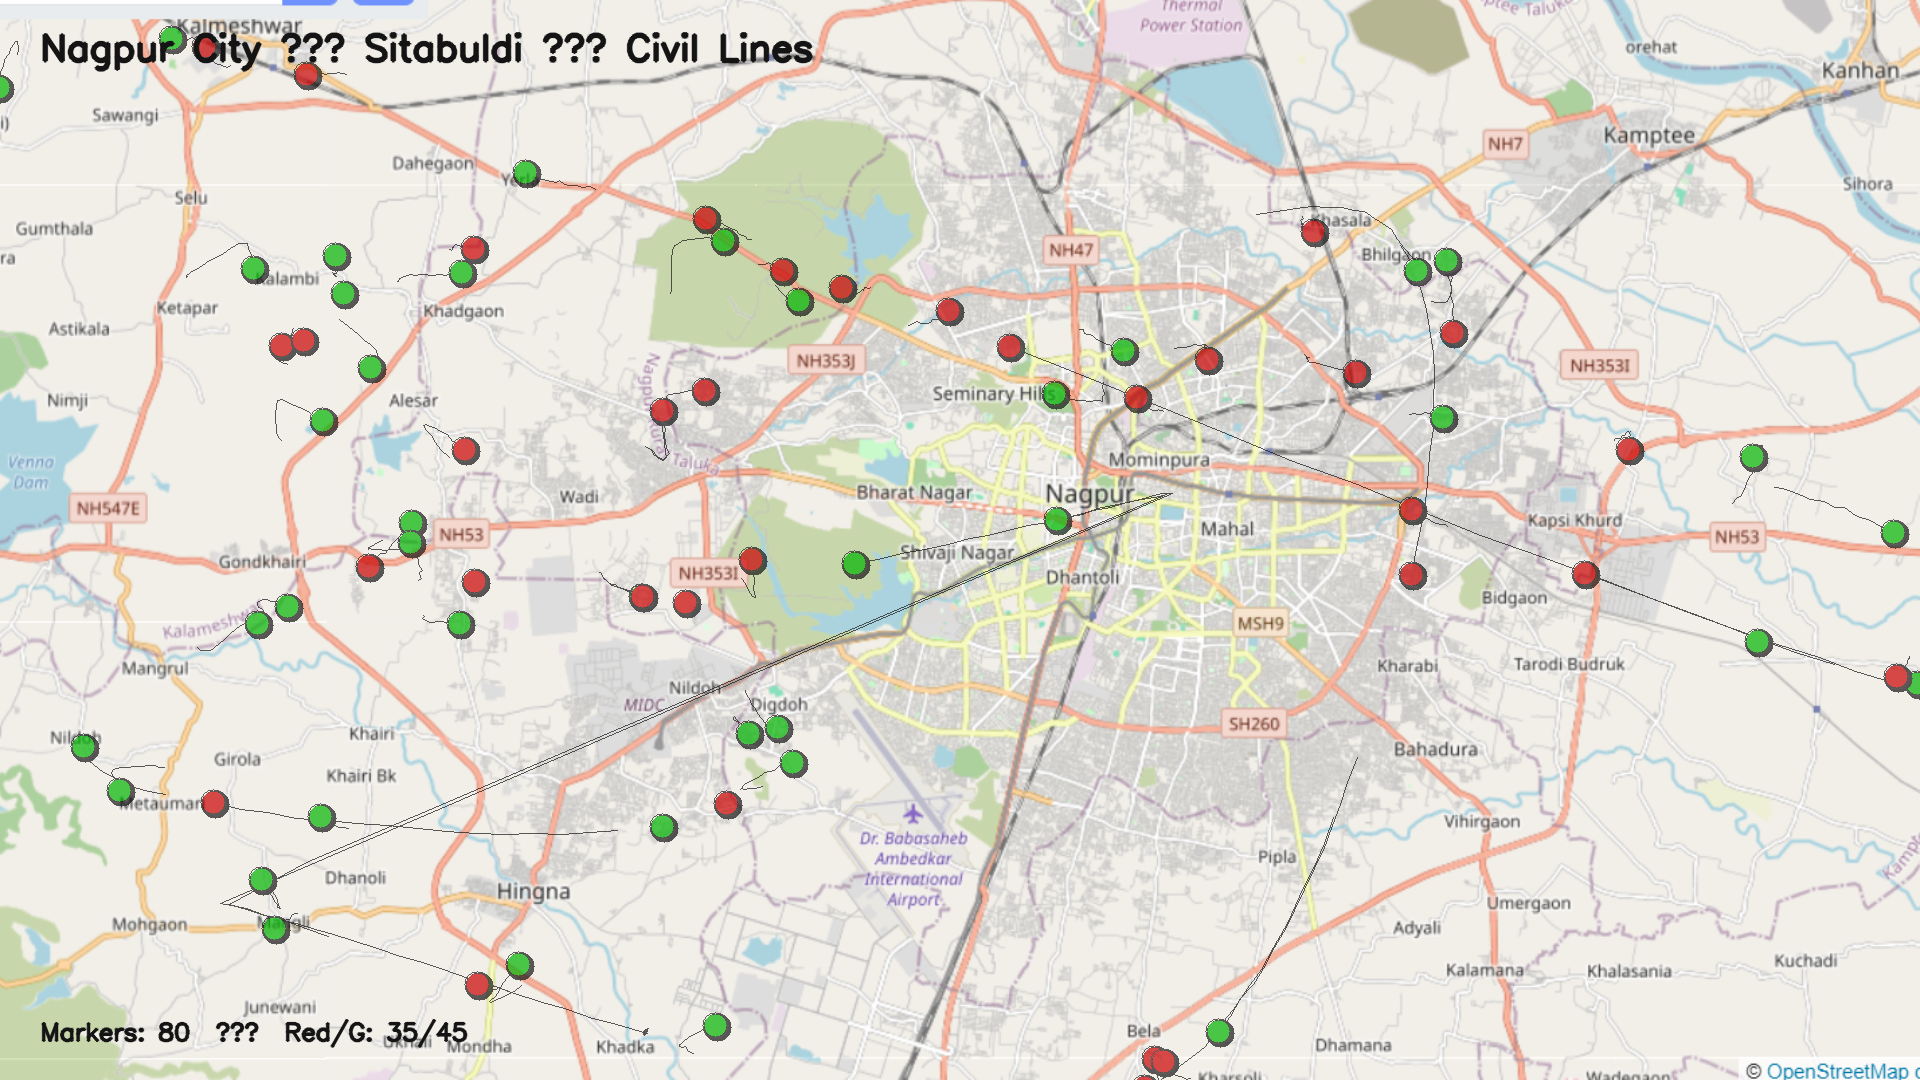 Kalmeshwar
Nagpur City ??? Sitabuldi ??? Civil Lines
Thermal
Power Station
orehat
Kanhan
Sawangi
NH7
Kamptee
Dahegaon
Selu
Sihora
Gumthala
Khasala
NH47
Bhilgaon
Kalambi
Ketapar
Khadgaon
Astikala
NH353J
NH353I
Nimji
Alesar
Seminary Hills
Taluka
Mominpura
Venna
Dam
Wadi
Bharat Nagar
Nagpur
NH547E
NH53
Mahal
Kapsi Khurd
NH53
Gondkhairi
Shivaji Nagar
NH353I
Dhantoli
Bidgaon
MSH9
Mangrul
Kharabi
Tarodi Budruk
Nildoh
MIDC
Digdoh
SH260
Nildoh
Khairi
Bahadura
Girola
Khairi Bk
Metaumari
Vihirgaon
Dr. Babasaheb
Ambedkar
International
Airport
Pipla
Dhanoli
Hingna
Umergaon
Mohgaon
Mangli
Adyali
Kalamana
Khalasania
Kuchadi
Junewani
Markers: 80 ??? Red/G: 35/45
Mondha
Khadka
Bela
Dhamana
Kharsoli
Wadegaon
© OpenStreetMap c